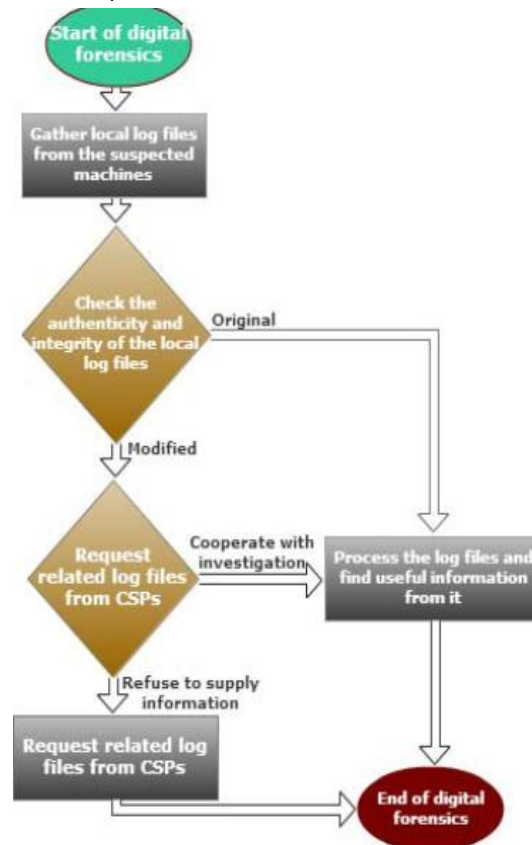 Start of digital
forensics
Gather local log files
from the suspected
machines
Check the
authenticity and
integrity of the local
log files
Original
Modified
Request
related log files
from CSPs
Cooperate with
investigation
Process the log files and
find useful information
from it
Refuse to supply
information
Request related log
files from CSPs
End of digital
forensics